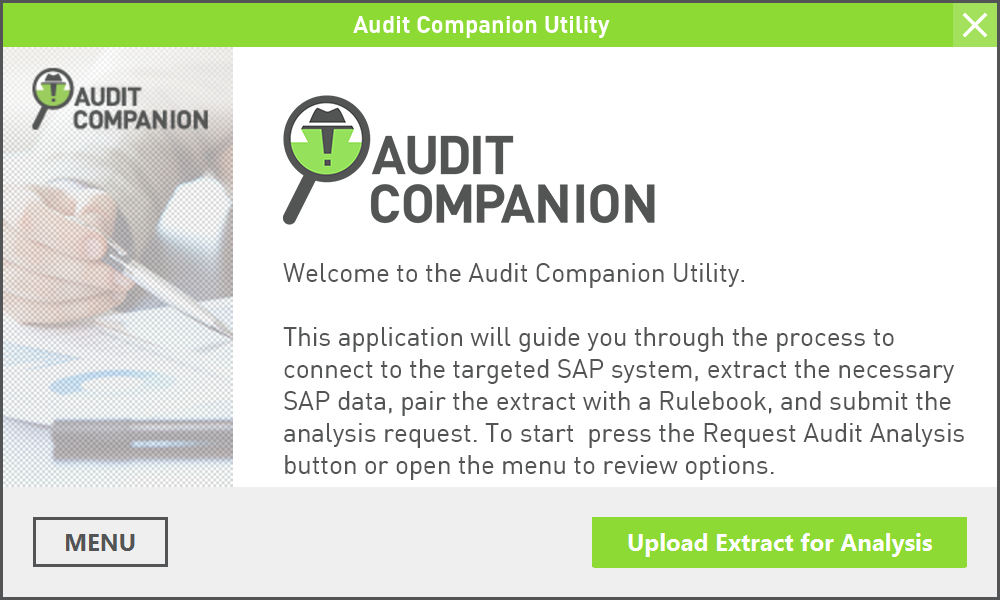 Audit Companion Utility
AUDIT
COMPANION
AUDIT
COMPANION
Welcome to the Audit Companion Utility.
This application will guide you through the process to
connect to the targeted SAP system, extract the necessary
SAP data, pair the extract with a Rulebook, and submit the
analysis request. To start  press the Request Audit Analysis
button or open the menu to review options.
MENU
Upload Extract for Analysis